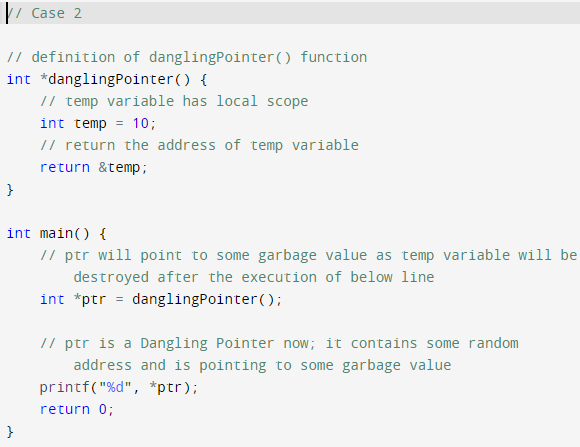 // Case 2
// definition of danglingPointer() function
int *danglingPointer() {
    // temp variable has local scope
    int temp = 10;
    // return the address of temp variable
    return &temp;
}
int main() {
    // ptr will point to some garbage value as temp variable will be
        destroyed after the execution of below line
    int *ptr = danglingPointer();
    // ptr is a Dangling Pointer now; it contains some random
        address and is pointing to some garbage value
    printf("%d", *ptr);
    return 0;
}